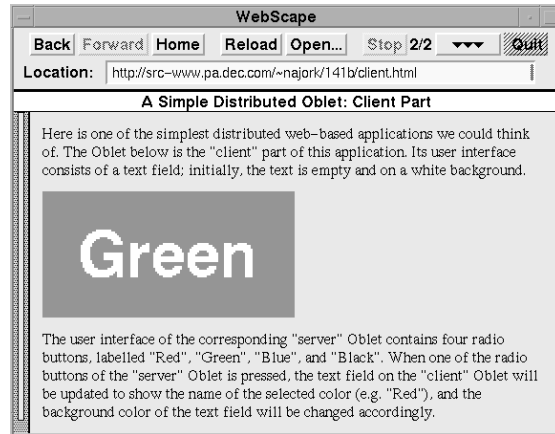 WebScape
Back Forward Home Reload Open... Stop 2/2 Quit
Location: http://src-www.pa.dec.com/~najork/141b/client.html
A Simple Distributed Oblet: Client Part
Here is one of the simplest distributed web-based applications we could think
of. The Oblet below is the "client" part of this application. Its user interface
consists of a text field; initially, the text is empty and on a white background.
Green
The user interface of the corresponding "server" Oblet contains four radio
buttons, labelled "Red", "Green", "Blue", and "Black". When one of the radio
buttons of the "server" Oblet is pressed, the text field on the "client" Oblet will
be updated to show the name of the selected color (e.g. "Red"), and the
background color of the text field will be changed accordingly.